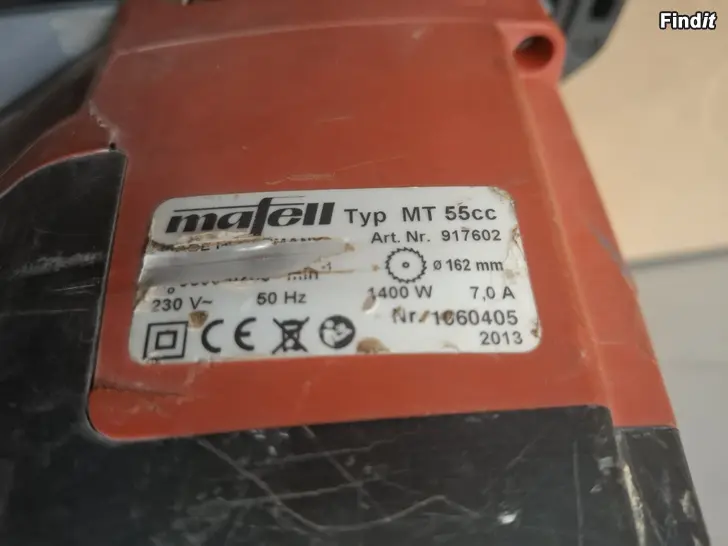 Findit
mafell Typ MT 55cc
Art. Nr. 917602
ø 162 mm
230 V~ 50 Hz 1400 W 7,0 A
Nr. 1060405
CE 2013